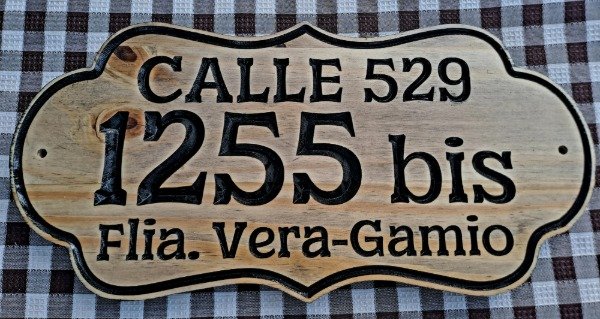 CALLE 529
1255 bis
Flia. Vera-Gamio